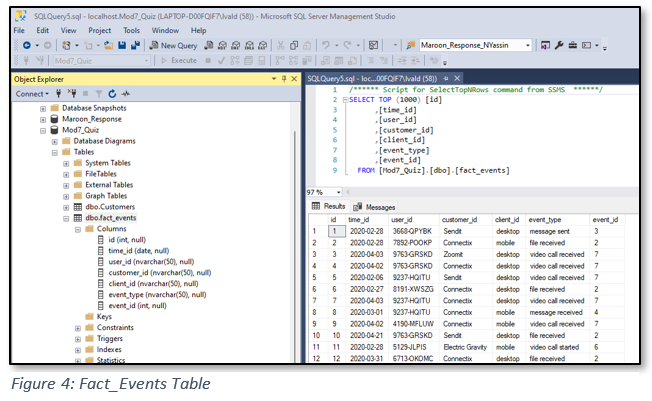 SQLQuery5.sql - localhost.Mod7_Quiz (LAPTOP-D00FQIF7\lvald (58)) - Microsoft SQL Server Management Studio
File Edit View Project Tools Window Help
New Query
Maroon_Response_NYassin
Mod7_Quiz
Execute
Object Explorer
Connect
Database Snapshots
Maroon_Response
Mod7_Quiz
Database Diagrams
Tables
System Tables
FileTables
External Tables
Graph Tables
dbo.Customers
dbo.fact_events
Columns
id (int, null)
time_id (date, null)
user_id (nvarchar(50), null)
customer_id (nvarchar(50), null)
client_id (nvarchar(50), null)
event_type (nvarchar(50), null)
event_id (int, null)
Keys
Constraints
Triggers
Indexes
Statistics
SQLQuery5.sql - loc...00FQIF7\lvald (58))
1 /****** Script for SelectTopNRows command from SSMS ******/
2 SELECT TOP (1000) [id]
3 ,[time_id]
4 ,[user_id]
5 ,[customer_id]
6 ,[client_id]
7 ,[event_type]
8 ,[event_id]
9 FROM [Mod7_Quiz].[dbo].[fact_events]
97 %
Results Messages
id time_id user_id customer_id client_id event_type event_id
1 1 2020-02-28 3668-QPYBK Sendit desktop message sent 3
2 2 2020-02-28 7892-POOKP Connectix mobile file received 2
3 3 2020-04-03 9763-GRSKD Zoomit desktop video call received 7
4 4 2020-04-02 9763-GRSKD Connectix desktop video call received 7
5 5 2020-02-06 9237-HQITU Sendit desktop video call received 7
6 6 2020-02-27 8191-XWSZG Connectix desktop file received 2
7 7 2020-04-03 9237-HQITU Connectix desktop video call received 7
8 8 2020-03-01 9237-HQITU Connectix mobile message received 4
9 9 2020-04-02 4190-MFLUW Connectix desktop video call received 7
10 10 2020-04-21 9763-GRSKD Sendit desktop file received 2
11 11 2020-02-28 5129-JLPIS Electric Gravity mobile video call started 6
12 12 2020-03-31 6713-OKOMC Connectix desktop file received 2
Figure 4: Fact_Events Table